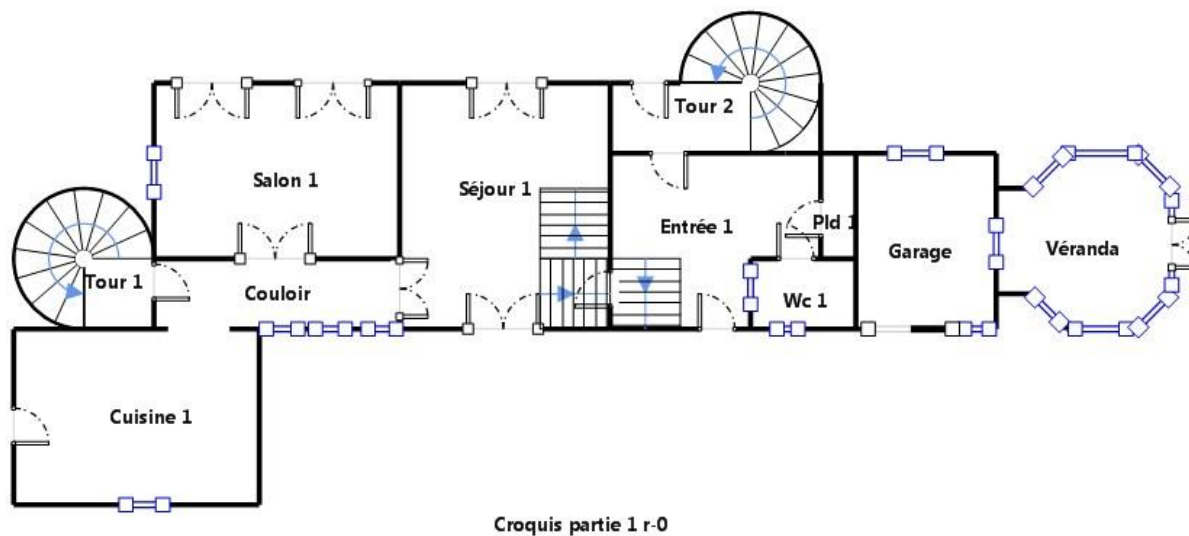 Tour 2
Salon 1
Séjour 1
Entrée 1
Pld 1
Garage
Véranda
Tour 1
Couloir
Wc 1
Cuisine 1
Croquis partie 1 r-0